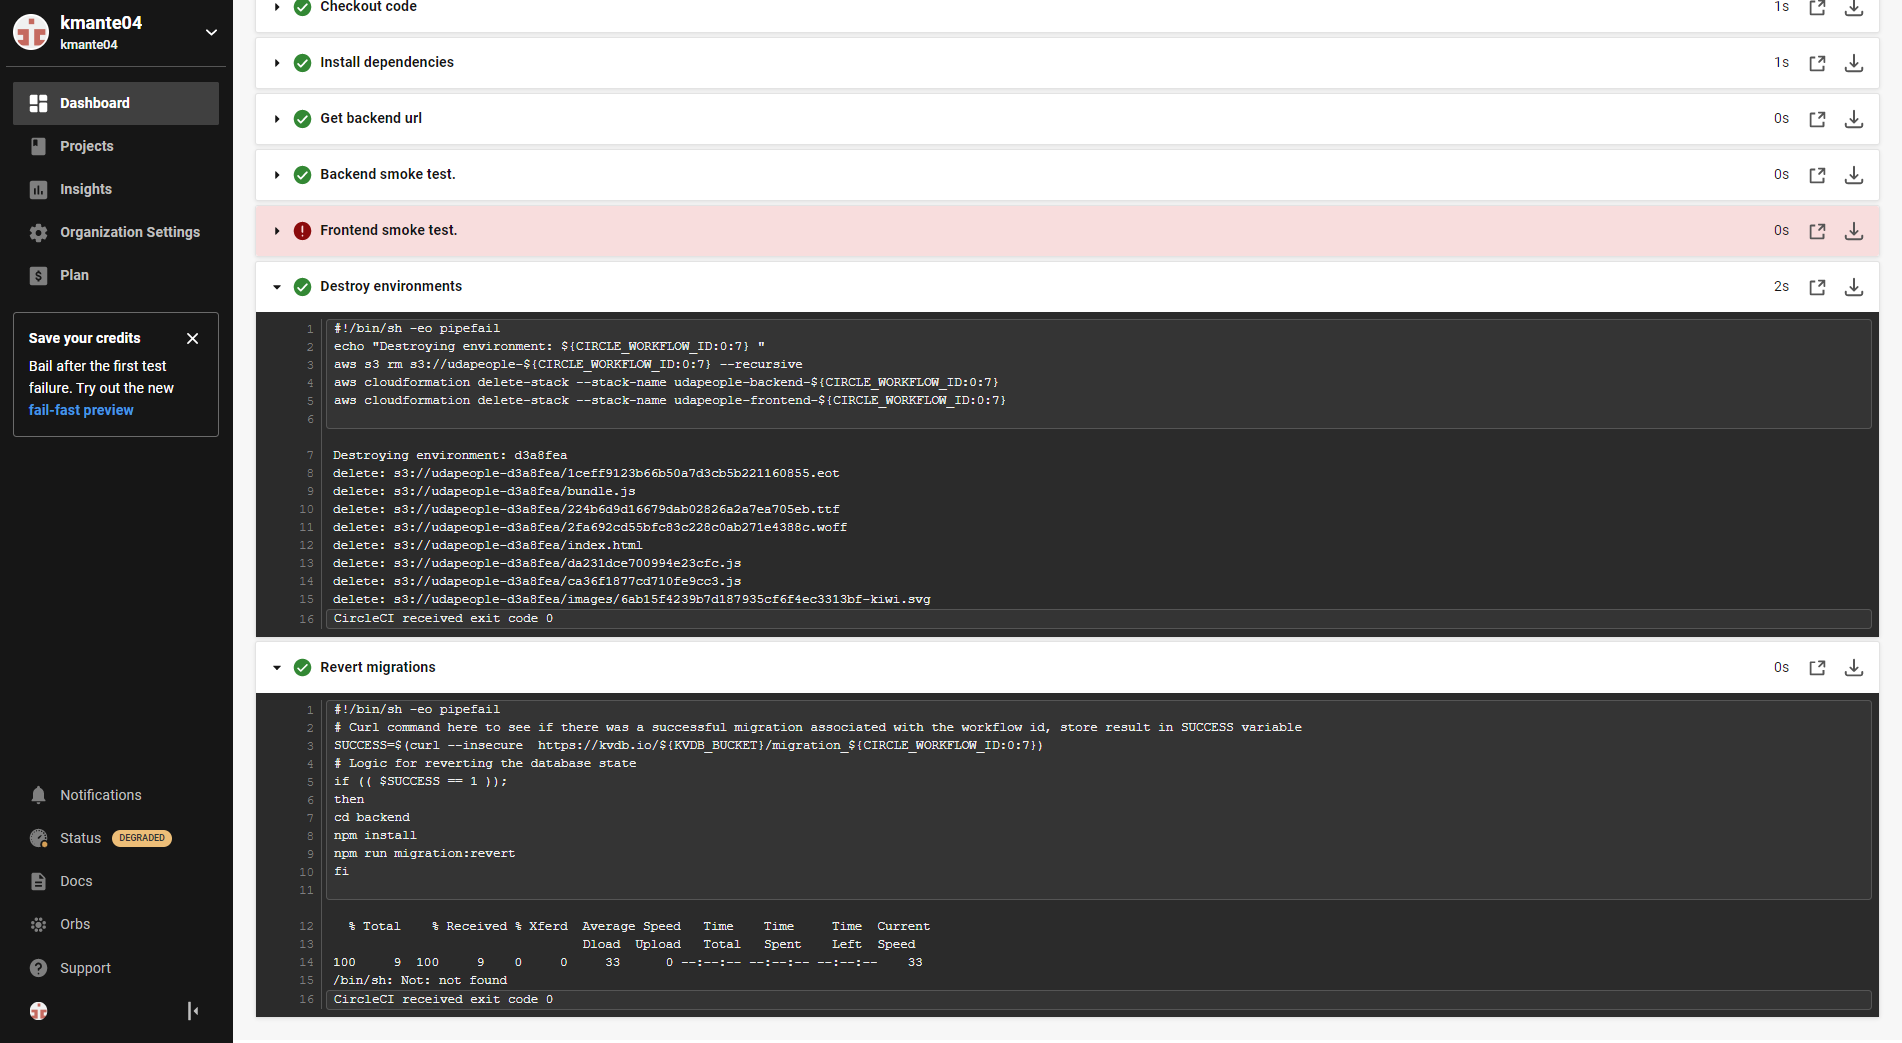 kmante04
kmante04
Dashboard
Projects
Insights
Organization Settings
Plan
Save your credits
Bail after the first test
failure. Try out the new
fail-fast preview
Notifications
Status DEGRADED
Docs
Orbs
Support
Checkout code 1s
Install dependencies 1s
Get backend url 0s
Backend smoke test. 0s
Frontend smoke test. 0s
Destroy environments 2s
1 #!/bin/sh -eo pipefail
2 echo "Destroying environment: ${CIRCLE_WORKFLOW_ID:0:7} "
3 aws s3 rm s3://udapeople-${CIRCLE_WORKFLOW_ID:0:7} --recursive
4 aws cloudformation delete-stack --stack-name udapeople-backend-${CIRCLE_WORKFLOW_ID:0:7}
5 aws cloudformation delete-stack --stack-name udapeople-frontend-${CIRCLE_WORKFLOW_ID:0:7}
6
7 Destroying environment: d3a8fea
8 delete: s3://udapeople-d3a8fea/1ceff9123b66b50a7d3cb5b221160855.eot
9 delete: s3://udapeople-d3a8fea/bundle.js
10 delete: s3://udapeople-d3a8fea/224b6d9d16679dab02826a2a7ea705eb.ttf
11 delete: s3://udapeople-d3a8fea/2fa692cd55bfc83c228c0ab271e4388c.woff
12 delete: s3://udapeople-d3a8fea/index.html
13 delete: s3://udapeople-d3a8fea/da231dce700994e23cfc.js
14 delete: s3://udapeople-d3a8fea/ca36f1877cd710fe9cc3.js
15 delete: s3://udapeople-d3a8fea/images/6ab15f4239b7d187935cf6f4ec3313bf-kiwi.svg
16 CircleCI received exit code 0
Revert migrations 0s
1 #!/bin/sh -eo pipefail
2 # Curl command here to see if there was a successful migration associated with the workflow id, store result in SUCCESS variable
3 SUCCESS=$(curl --insecure  https://kvdb.io/${KVDB_BUCKET}/migration_${CIRCLE_WORKFLOW_ID:0:7})
4 # Logic for reverting the database state
5 if (( $SUCCESS == 1 ));
6 then
7 cd backend
8 npm install
9 npm run migration:revert
10 fi
11
12 % Total % Received % Xferd Average Speed Time Time Time Current
13 Dload Upload Total Spent Left Speed
14 100 9 100 9 0 0 33 0 --:--:-- --:--:-- --:--:-- 33
15 /bin/sh: Not: not found
16 CircleCI received exit code 0